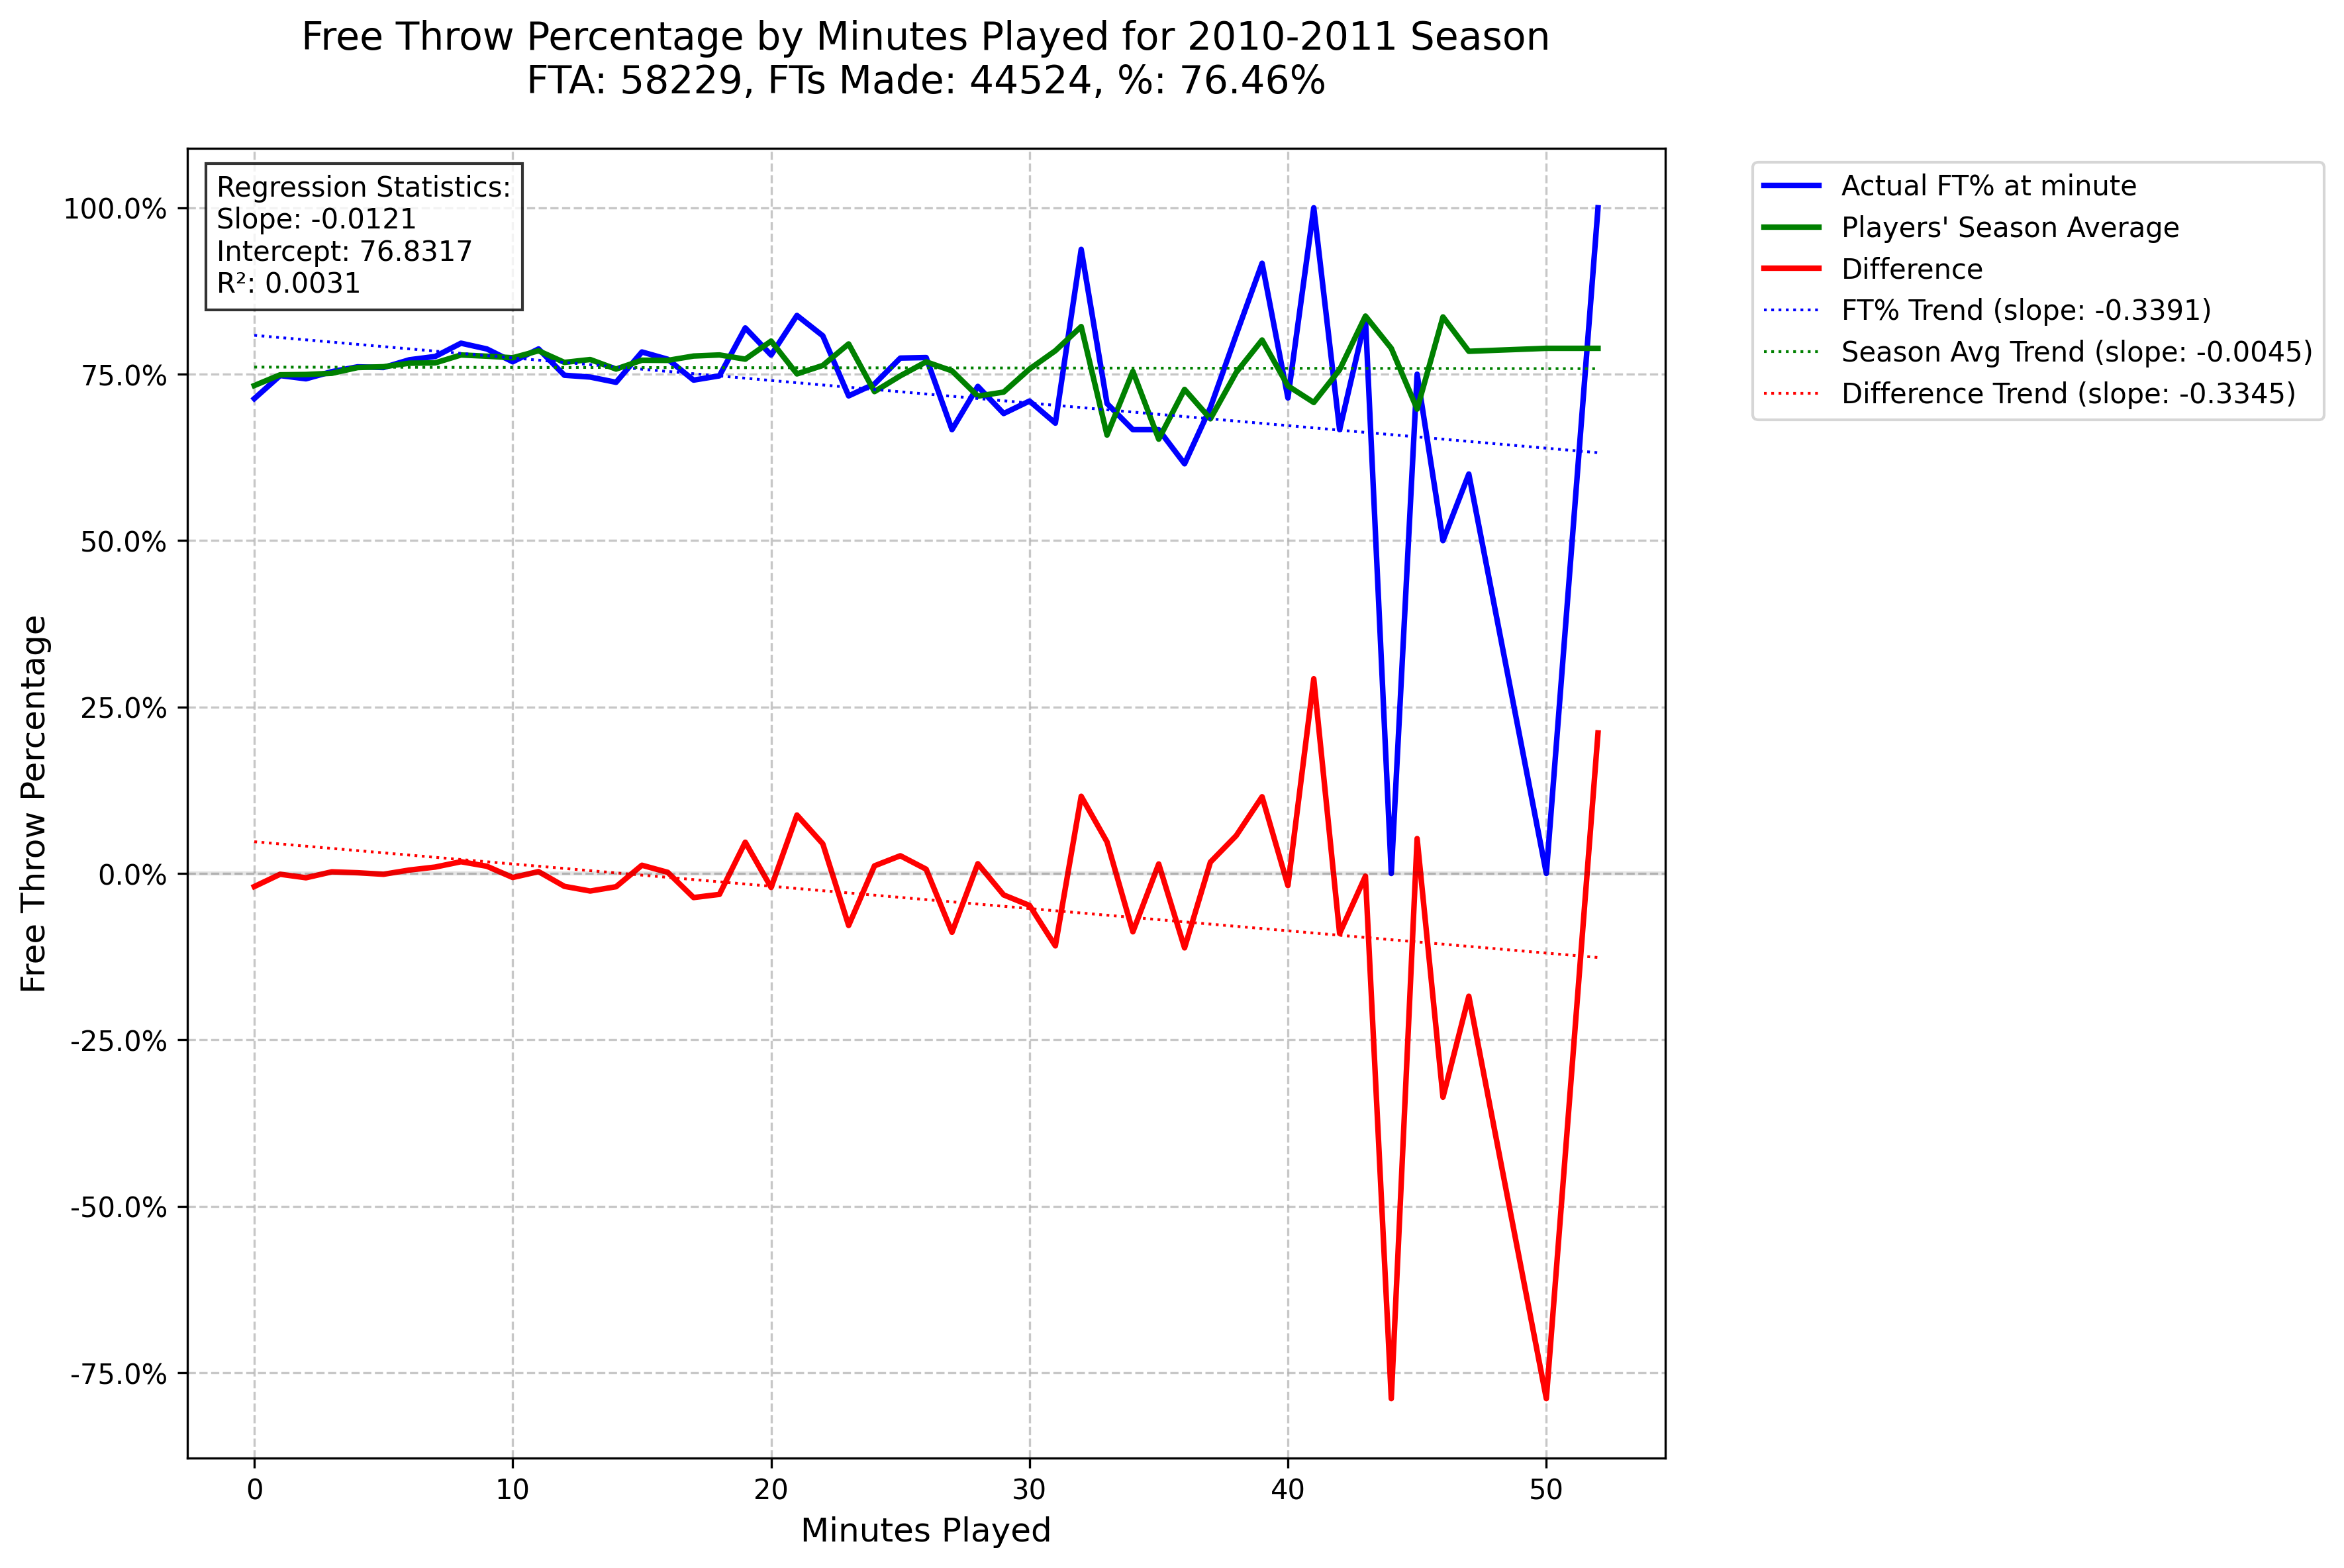 Free Throw Percentage by Minutes Played for 2010-2011 Season
FTA: 58229, FTs Made: 44524, %: 76.46%
Regression Statistics:
Slope: -0.0121
Intercept: 76.8317
R²: 0.0031
Actual FT% at minute
Players' Season Average
Difference
FT% Trend (slope: -0.3391)
Season Avg Trend (slope: -0.0045)
Difference Trend (slope: -0.3345)
Free Throw Percentage
100.0%
75.0%
50.0%
25.0%
0.0%
-25.0%
-50.0%
-75.0%
0 10 20 30 40 50
Minutes Played